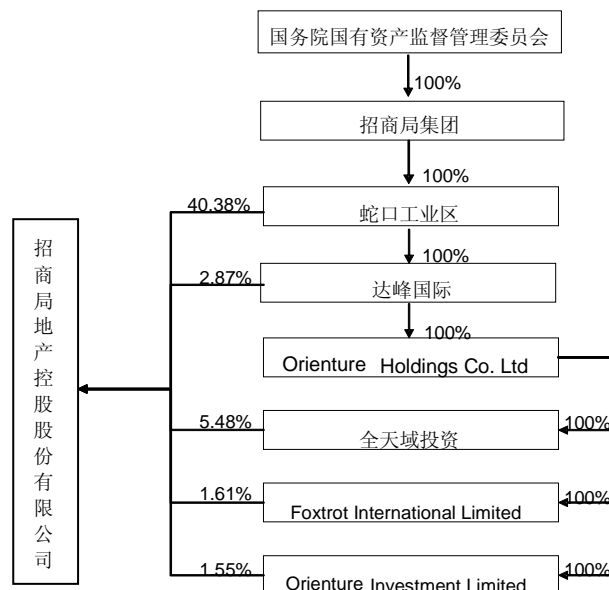 国务院国有资产监督管理委员会
100%
招商局集团
100%
40.38%
蛇口工业区
100%
2.87%
达峰国际
100%
Orienture Holdings Co. Ltd
招商局地产控股股份有限公司
5.48%
全天域投资
100%
1.61%
Foxtrot International Limited
100%
1.55%
Orienture Investment Limited
100%